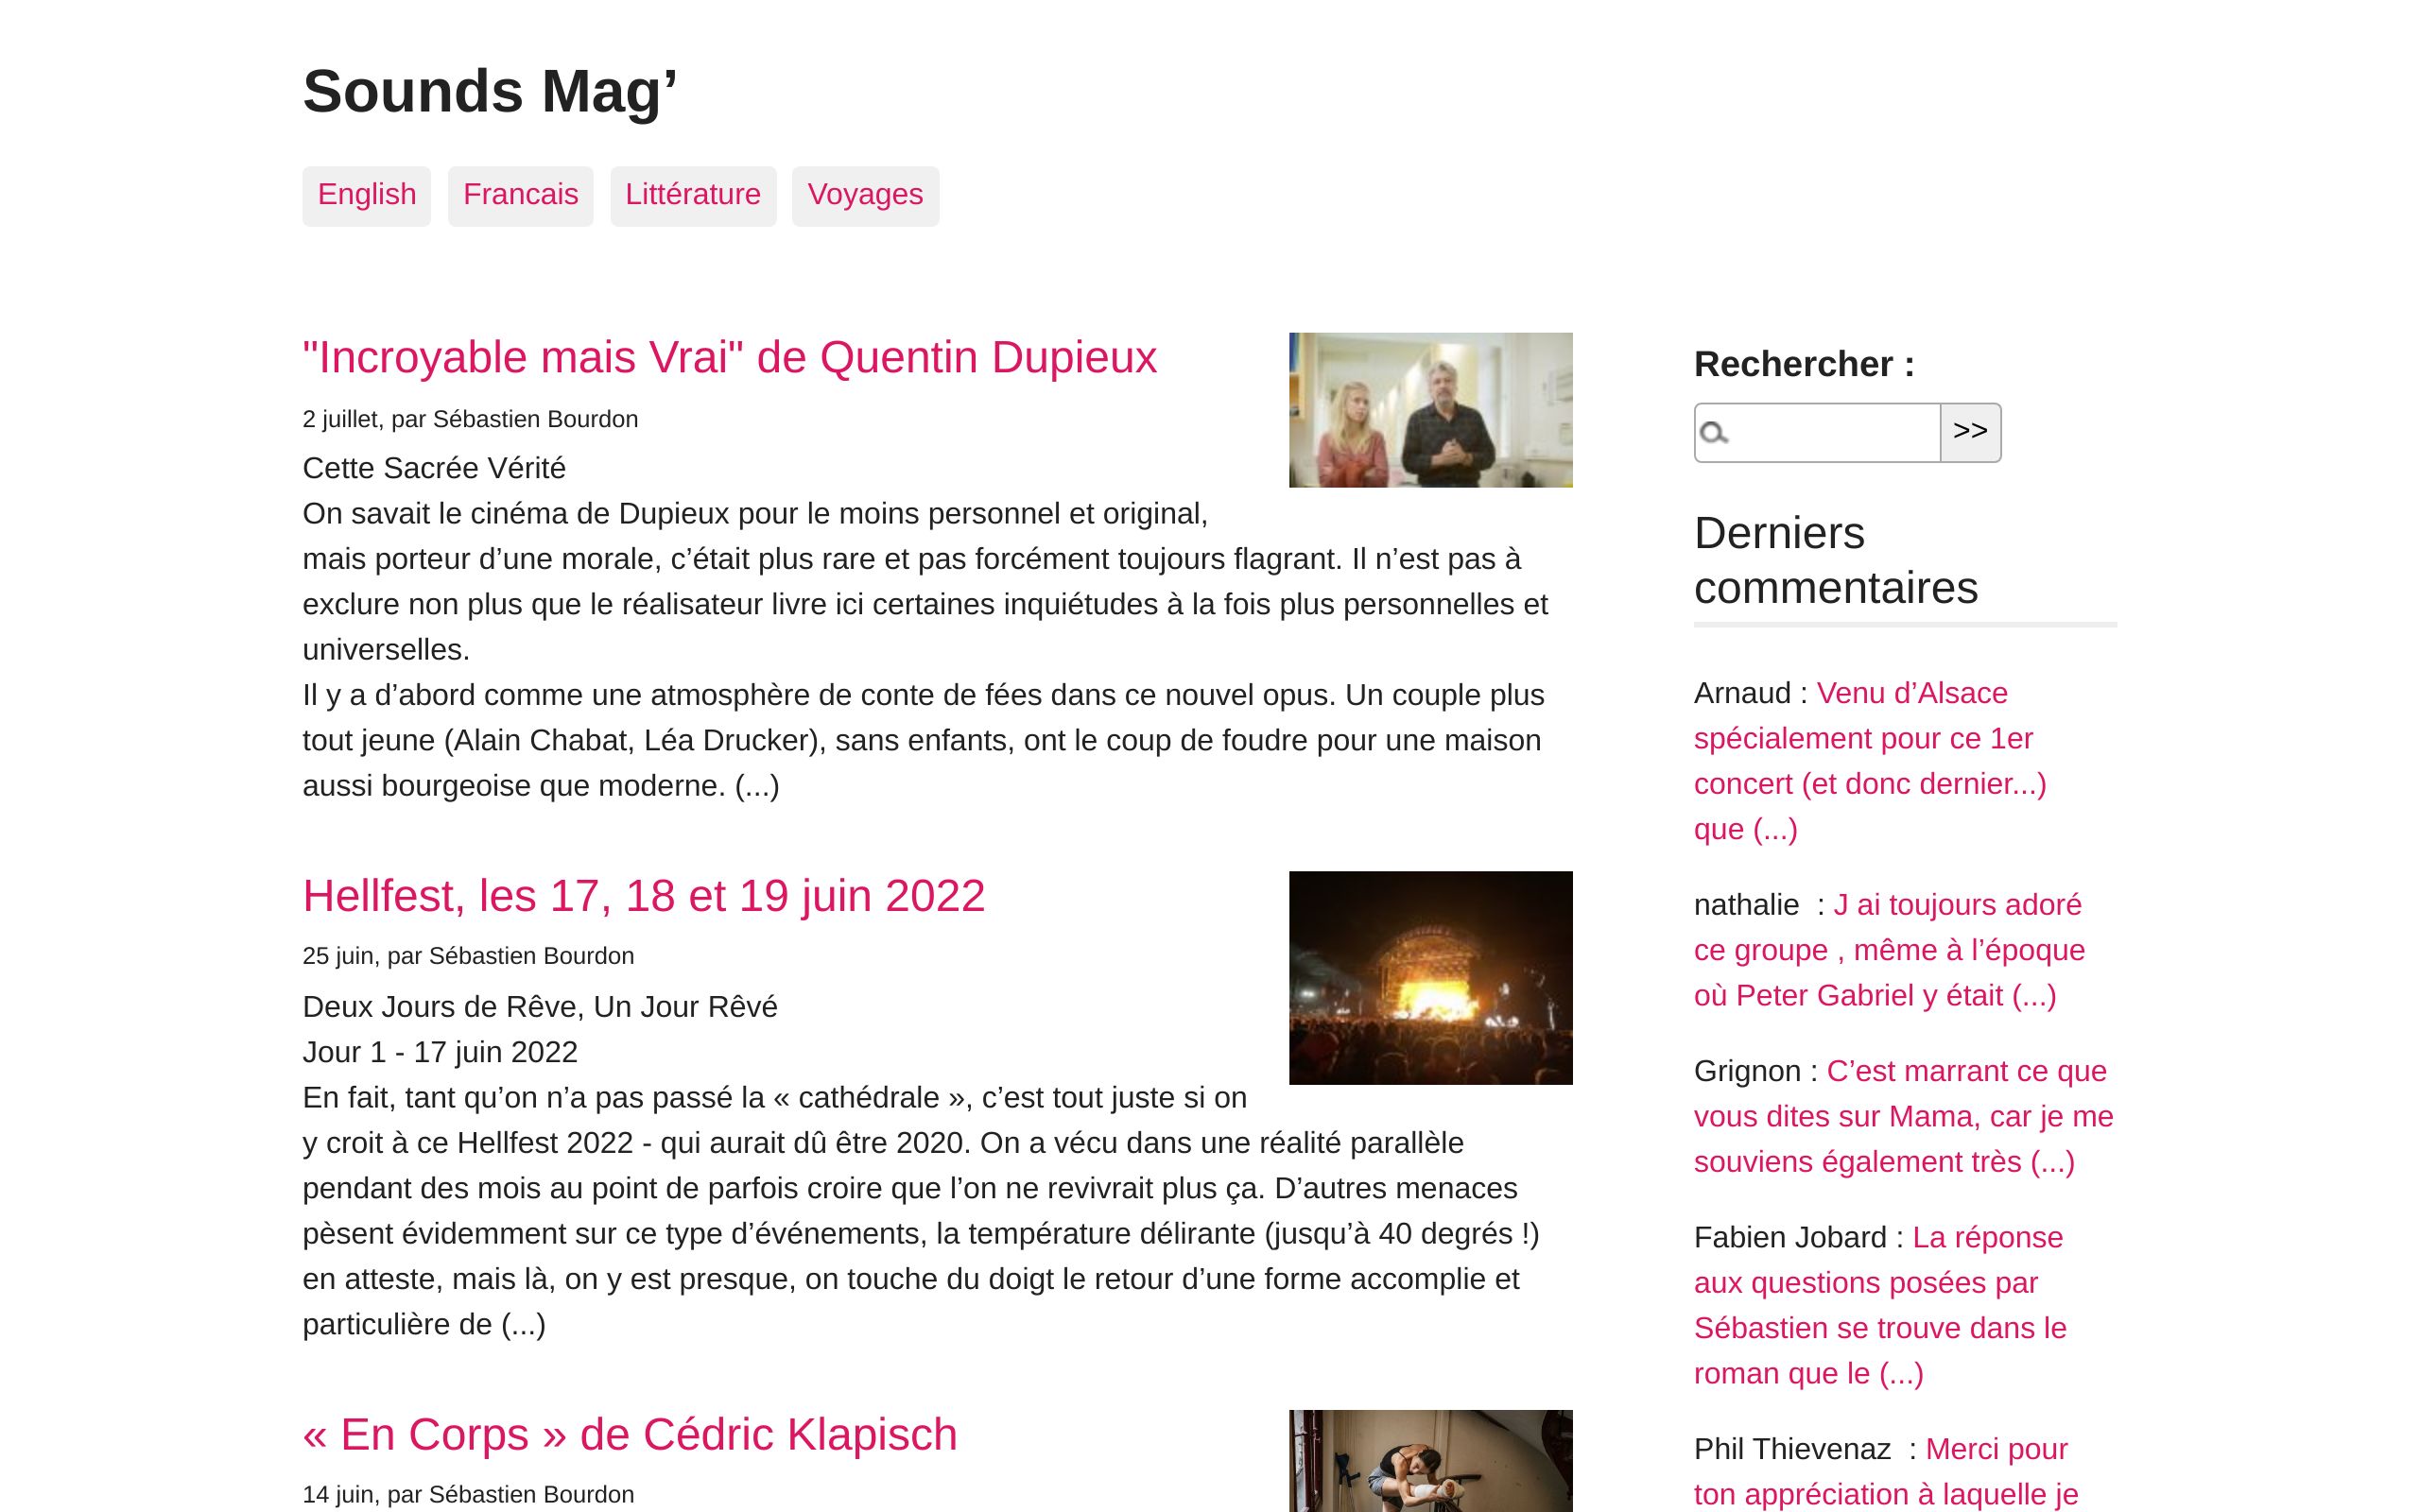 Sounds Mag’
English
Francais
Littérature
Voyages
"Incroyable mais Vrai" de Quentin Dupieux
2 juillet, par Sébastien Bourdon
Cette Sacrée Vérité
On savait le cinéma de Dupieux pour le moins personnel et original,
mais porteur d’une morale, c’était plus rare et pas forcément toujours flagrant. Il n’est pas à
exclure non plus que le réalisateur livre ici certaines inquiétudes à la fois plus personnelles et
universelles.
Il y a d’abord comme une atmosphère de conte de fées dans ce nouvel opus. Un couple plus
tout jeune (Alain Chabat, Léa Drucker), sans enfants, ont le coup de foudre pour une maison
aussi bourgeoise que moderne. (...)
Hellfest, les 17, 18 et 19 juin 2022
25 juin, par Sébastien Bourdon
Deux Jours de Rêve, Un Jour Rêvé
Jour 1 - 17 juin 2022
En fait, tant qu’on n’a pas passé la « cathédrale », c’est tout juste si on
y croit à ce Hellfest 2022 - qui aurait dû être 2020. On a vécu dans une réalité parallèle
pendant des mois au point de parfois croire que l’on ne revivrait plus ça. D’autres menaces
pèsent évidemment sur ce type d’événements, la température délirante (jusqu’à 40 degrés !)
en atteste, mais là, on y est presque, on touche du doigt le retour d’une forme accomplie et
particulière de (...)
« En Corps » de Cédric Klapisch
14 juin, par Sébastien Bourdon
Rechercher :
>>
Derniers
commentaires
Arnaud : Venu d’Alsace
spécialement pour ce 1er
concert (et donc dernier...)
que (...)
nathalie  : J ai toujours adoré
ce groupe , même à l’époque
où Peter Gabriel y était (...)
Grignon : C’est marrant ce que
vous dites sur Mama, car je me
souviens également très (...)
Fabien Jobard : La réponse
aux questions posées par
Sébastien se trouve dans le
roman que le (...)
Phil Thievenaz  : Merci pour
ton appréciation à laquelle je